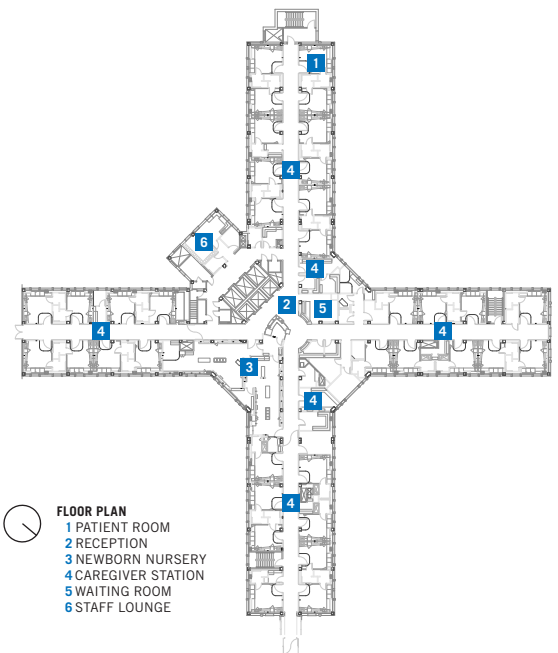 1
4
6
4
2
5
4
4
3
4
4
FLOOR PLAN
1 PATIENT ROOM
2 RECEPTION
3 NEWBORN NURSERY
4 CAREGIVER STATION
5 WAITING ROOM
6 STAFF LOUNGE